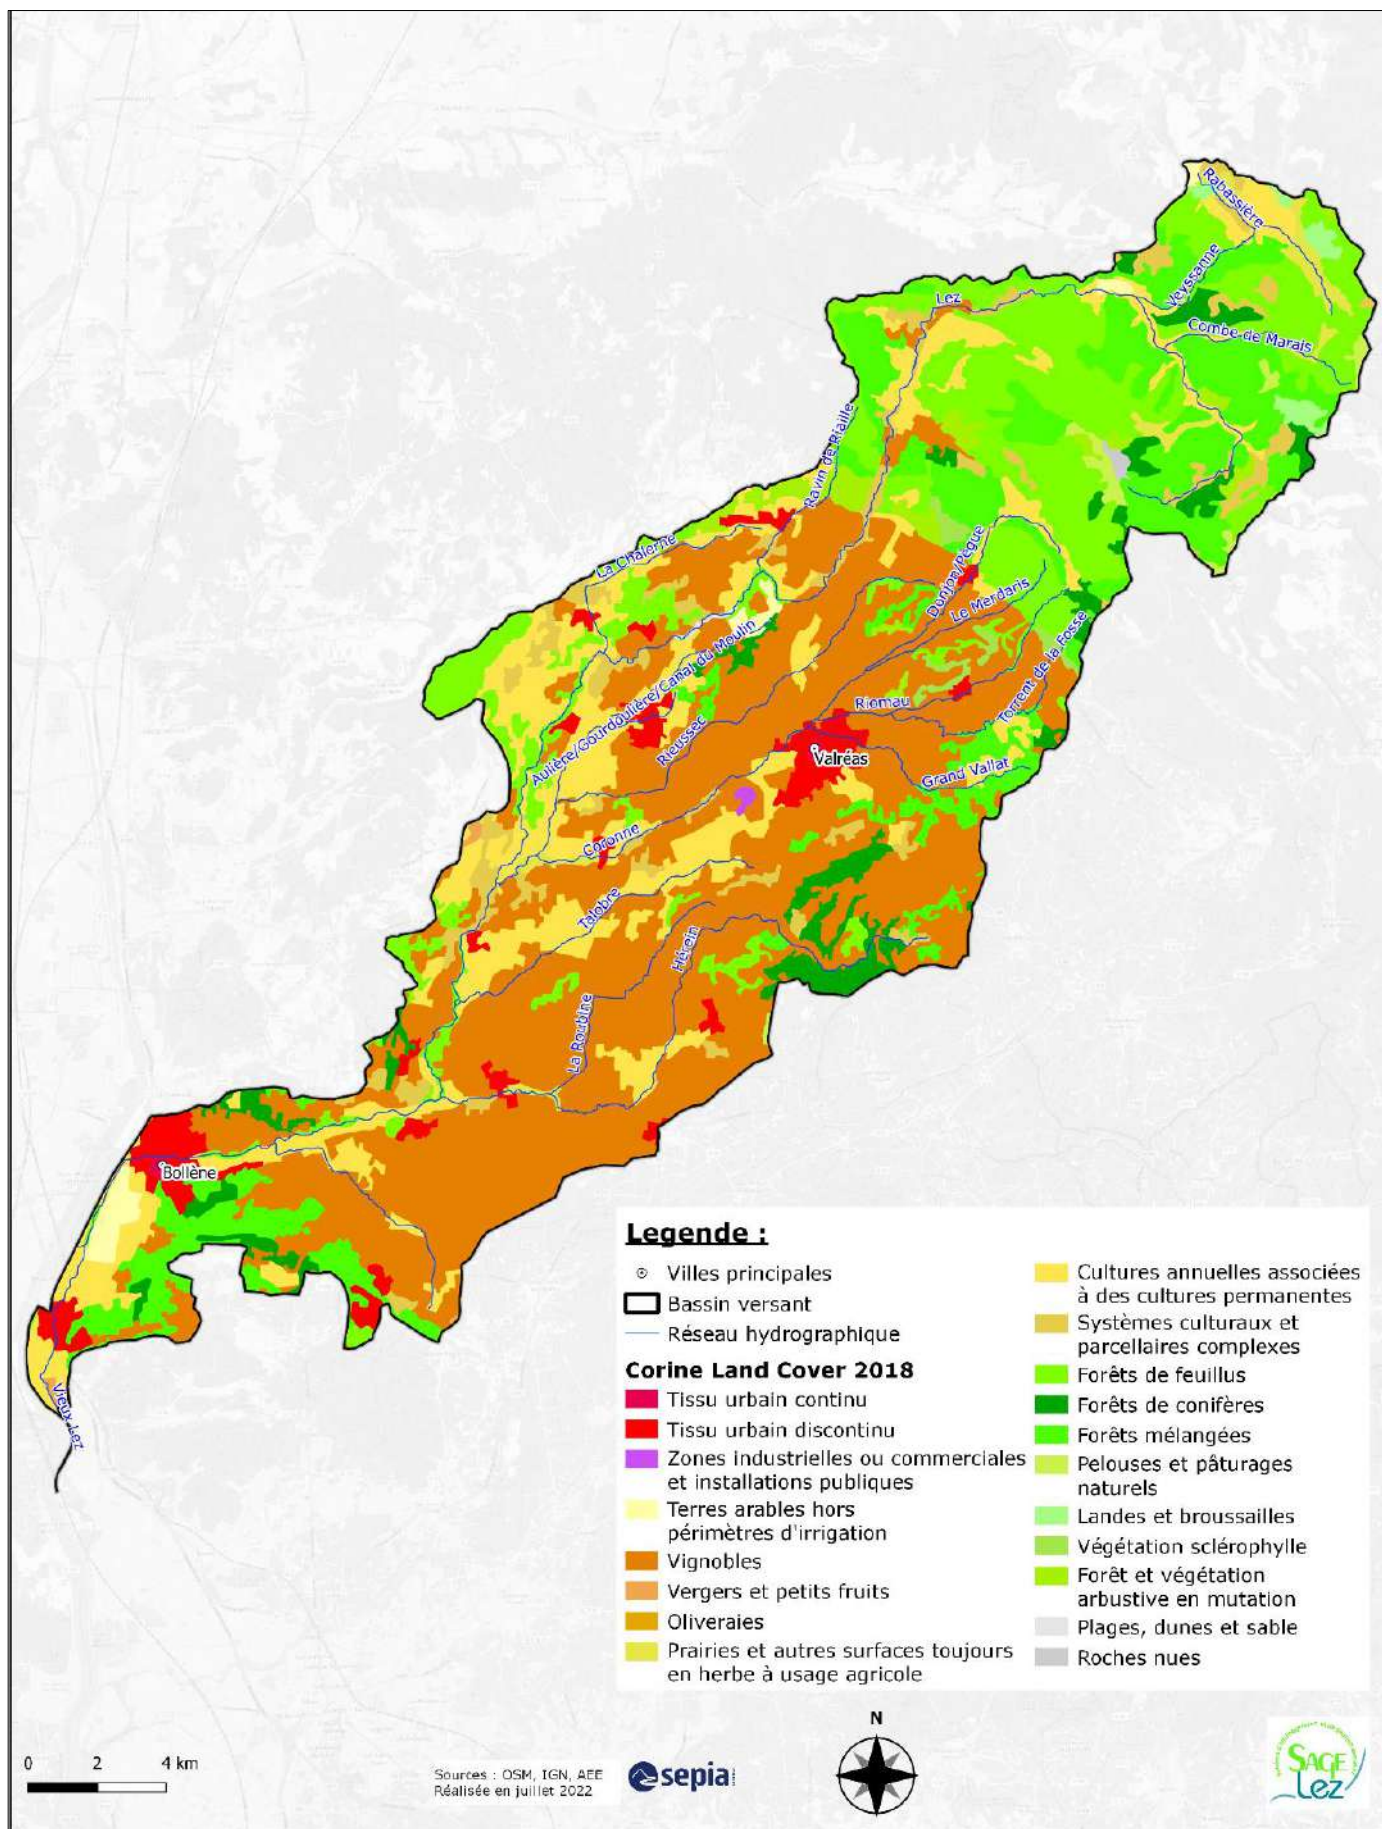 Rabassière
Veyssanne
Lez
Combe de Marais
Ravin de Riaille
La Chalerne
Donjon/Pègue
Le Merdaris
Torrent de la Fosse
Aulière/Gourdoulière/Canal du Moulin
Rieussec
Riomau
Valréas
Grand Vallat
Coronne
Talobre
Hérein
La Roubine
Bollène
Vieux Lez
Legende :
Villes principales
Bassin versant
Réseau hydrographique
Corine Land Cover 2018
Tissu urbain continu
Tissu urbain discontinu
Zones industrielles ou commerciales
et installations publiques
Terres arables hors
périmètres d'irrigation
Vignobles
Vergers et petits fruits
Oliveraies
Prairies et autres surfaces toujours
en herbe à usage agricole
Cultures annuelles associées
à des cultures permanentes
Systèmes culturaux et
parcellaires complexes
Forêts de feuillus
Forêts de conifères
Forêts mélangées
Pelouses et pâturages
naturels
Landes et broussailles
Végétation sclérophylle
Forêt et végétation
arbustive en mutation
Plages, dunes et sable
Roches nues
0 2 4 km
Sources : OSM, IGN, AEE
Réalisée en juillet 2022
sepia
N
SAGE
Lez